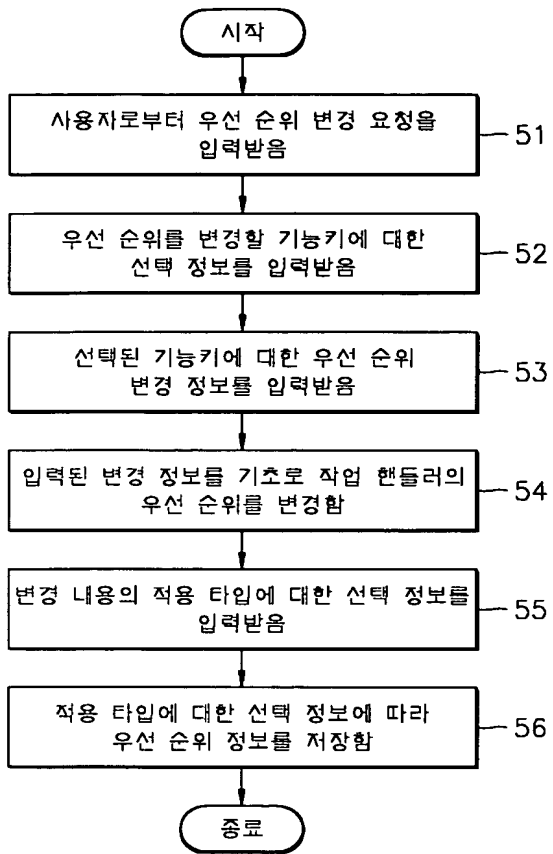 시작
사용자로부터 우선 순위 변경 요청을
입력받음
51
우선 순위를 변경할 기능키에 대한
선택 정보를 입력받음
52
선택된 기능키에 대한 우선 순위
변경 정보를 입력받음
53
입력된 변경 정보를 기초로 작업 핸들러의
우선 순위를 변경함
54
변경 내용의 적용 타입에 대한 선택 정보를
입력받음
55
적용 타입에 대한 선택 정보에 따라
우선 순위 정보를 저장함
56
종료